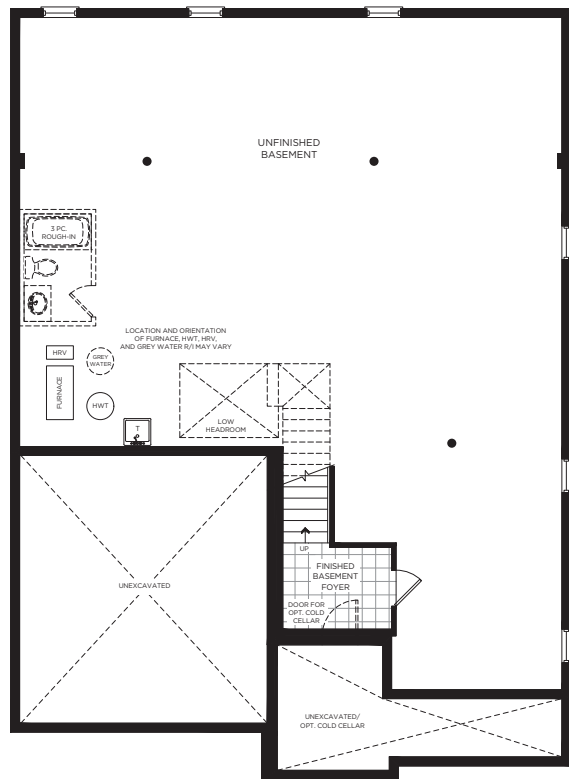 UNFINISHED
BASEMENT
3 PC.
ROUGH-IN
LOCATION AND ORIENTATION
OF FURNACE, HWT, HRV,
AND GREY WATER R/I MAY VARY
HRV
GREY
WATER
FURNACE
HWT
T
LOW
HEADROOM
UP
FINISHED
BASEMENT
FOYER
DOOR FOR
OPT. COLD
CELLAR
UNEXCAVATED
UNEXCAVATED/
OPT. COLD CELLAR